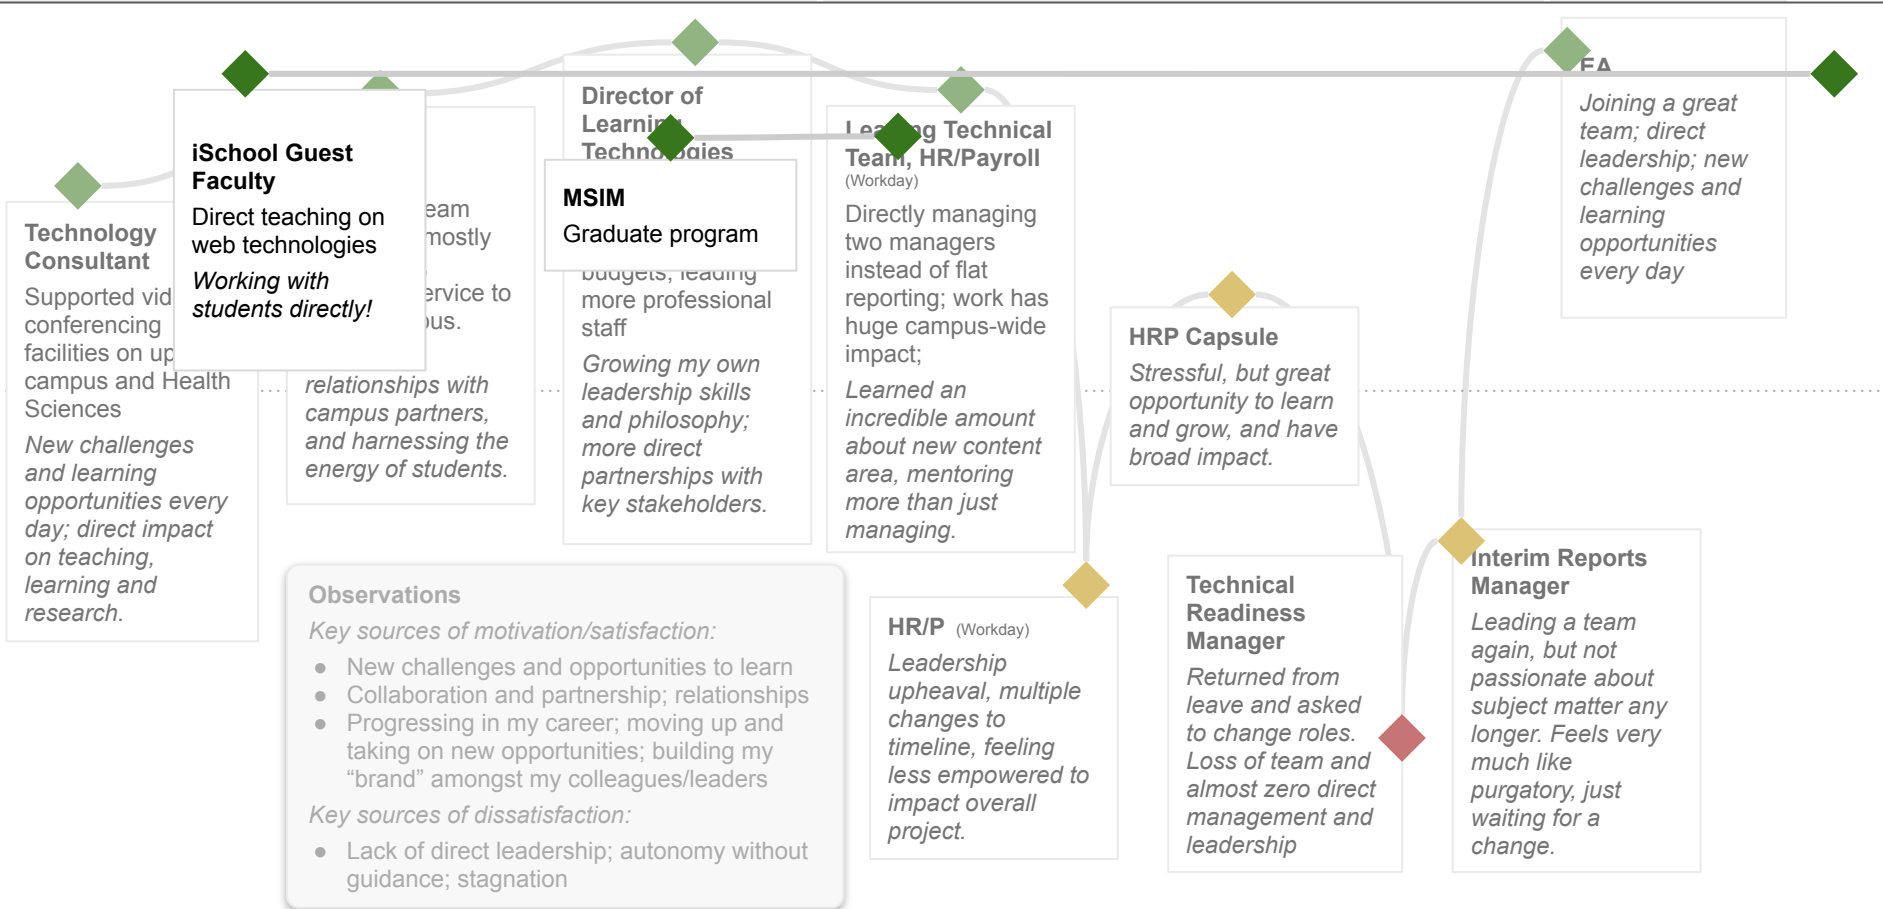 Technology
Consultant
Supported
conferencing
facilities on
campus and Health
Sciences
New challenges
and learning
opportunities every
day; direct impact
on teaching,
learning and
research.
iSchool Guest
Faculty
Direct teaching on
web technologies
Working with
students directly!
mostly
to
relationships with
campus partners,
and harnessing the
energy of students.
Director of
Learning
Technologies
MSIM
Graduate program
budgets, leading
more professional
staff
Growing my own
leadership skills
and philosophy;
more direct
partnerships with
key stakeholders.
Leading Technical
Team, HR/Payroll
(Workday)
Directly managing
two managers
instead of flat
reporting; work has
huge campus-wide
impact;
Learned an
incredible amount
about new content
area, mentoring
more than just
managing.
Observations
Key sources of motivation/satisfaction:
● New challenges and opportunities to learn
● Collaboration and partnership; relationships
● Progressing in my career; moving up and
taking on new opportunities; building my
“brand” amongst my colleagues/leaders
Key sources of dissatisfaction:
● Lack of direct leadership; autonomy without
guidance; stagnation
HR/P (Workday)
Leadership
upheaval, multiple
changes to
timeline, feeling
less empowered to
impact overall
project.
HRP Capsule
Stressful, but great
opportunity to learn
and grow, and have
broad impact.
Technical
Readiness
Manager
Returned from
leave and asked
to change roles.
Loss of team and
almost zero direct
management and
leadership
Interim Reports
Manager
Leading a team
again, but not
passionate about
subject matter any
longer. Feels very
much like
purgatory, just
waiting for a
change.
EA
Joining a great
team; direct
leadership; new
challenges and
learning
opportunities
every day